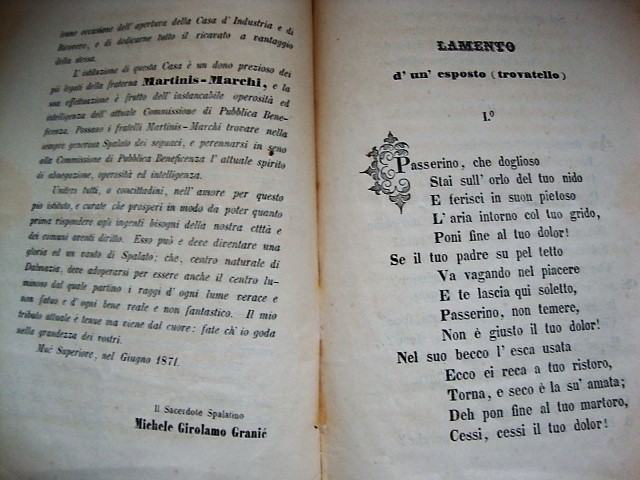 sono occasione dell' apertura della Casa d' Industria e di
Ricovero, e di dedicarne tutto il ricavato a vantaggio
della stessa.
L' istituzione di questa Casa è un dono prezioso dei
più legati della fraterna Martinis-Marchi, e la
sua effettuazione è frutto dell' instancabile operosità ed
intelligenza dell' attuale Commissione di Pubblica Bene-
ficenza. Possano i fratelli Martinis-Marchi trovare nella
sempre generosa Spalato dei seguaci, e perennarsi in seno
alla Commissione di Pubblica Beneficenza l' attuale spirito
di abnegazione, operosità ed intelligenza.
Uniteri tutti, o concittadini, nell' amore per questo
pio istituto, e curate che prosperi in modo da poter quanto
prima rispondere agli ingenti bisogni della nostra città e
dei comuni aventi diritto. Esso può e deve diventare una
gloria ed un vanto di Spalato; che, centro naturale di
Dalmazia, deve adoperarsi per essere anche il centro lu-
minoso dal quale partino i raggi d' ogni lume verace e
non fatuo e d' ogni bene reale e non fantastico. Il mio
tributo attuale è tenue ma viene dal cuore: fate ch' io goda
nella grandezza dei vostri.
Muć Superiore, nel Giugno 1871.
Il Sacerdote Spalatino
Michele Girolamo Granić
LAMENTO
d' un' esposto (trovatello)
I.º
Passerino, che doglioso
Stai sull' orlo del tuo nido
E ferisci in suon pietoso
L' aria intorno col tuo grido,
Poni fine al tuo dolor!
Se il tuo padre su pel tetto
Va vagando nel piacere
E te lascia qui soletto,
Passerino, non temere,
Non è giusto il tuo dolor!
Nel suo becco l' esca usata
Ecco ei reca a tuo ristoro,
Torna, e seco è la su' amata;
Deh pon fine al tuo martoro,
Cessi, cessi il tuo dolor!